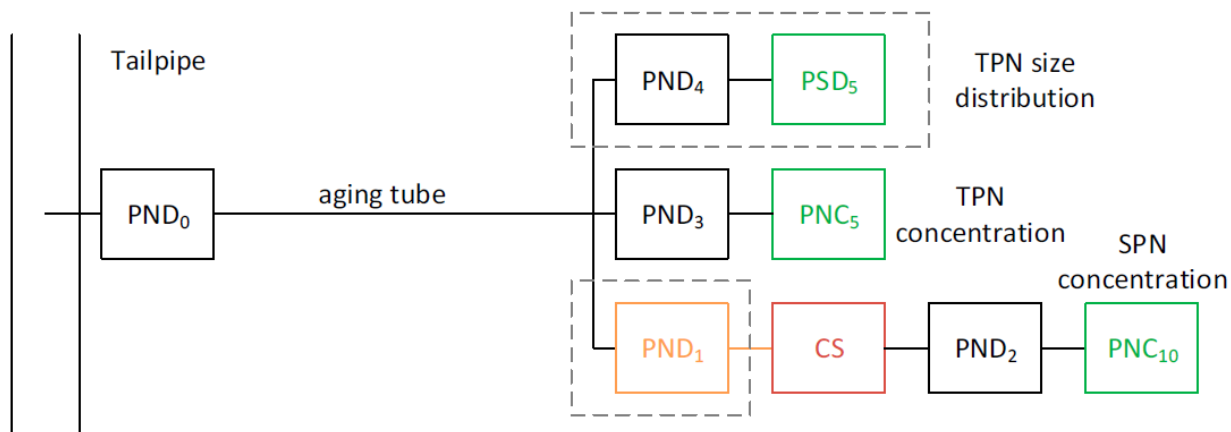 Tailpipe
PND₀
aging tube
PND₄
PSD₅
TPN size
distribution
PND₃
PNC₅
TPN
concentration
SPN
concentration
PND₁
CS
PND₂
PNC₁₀